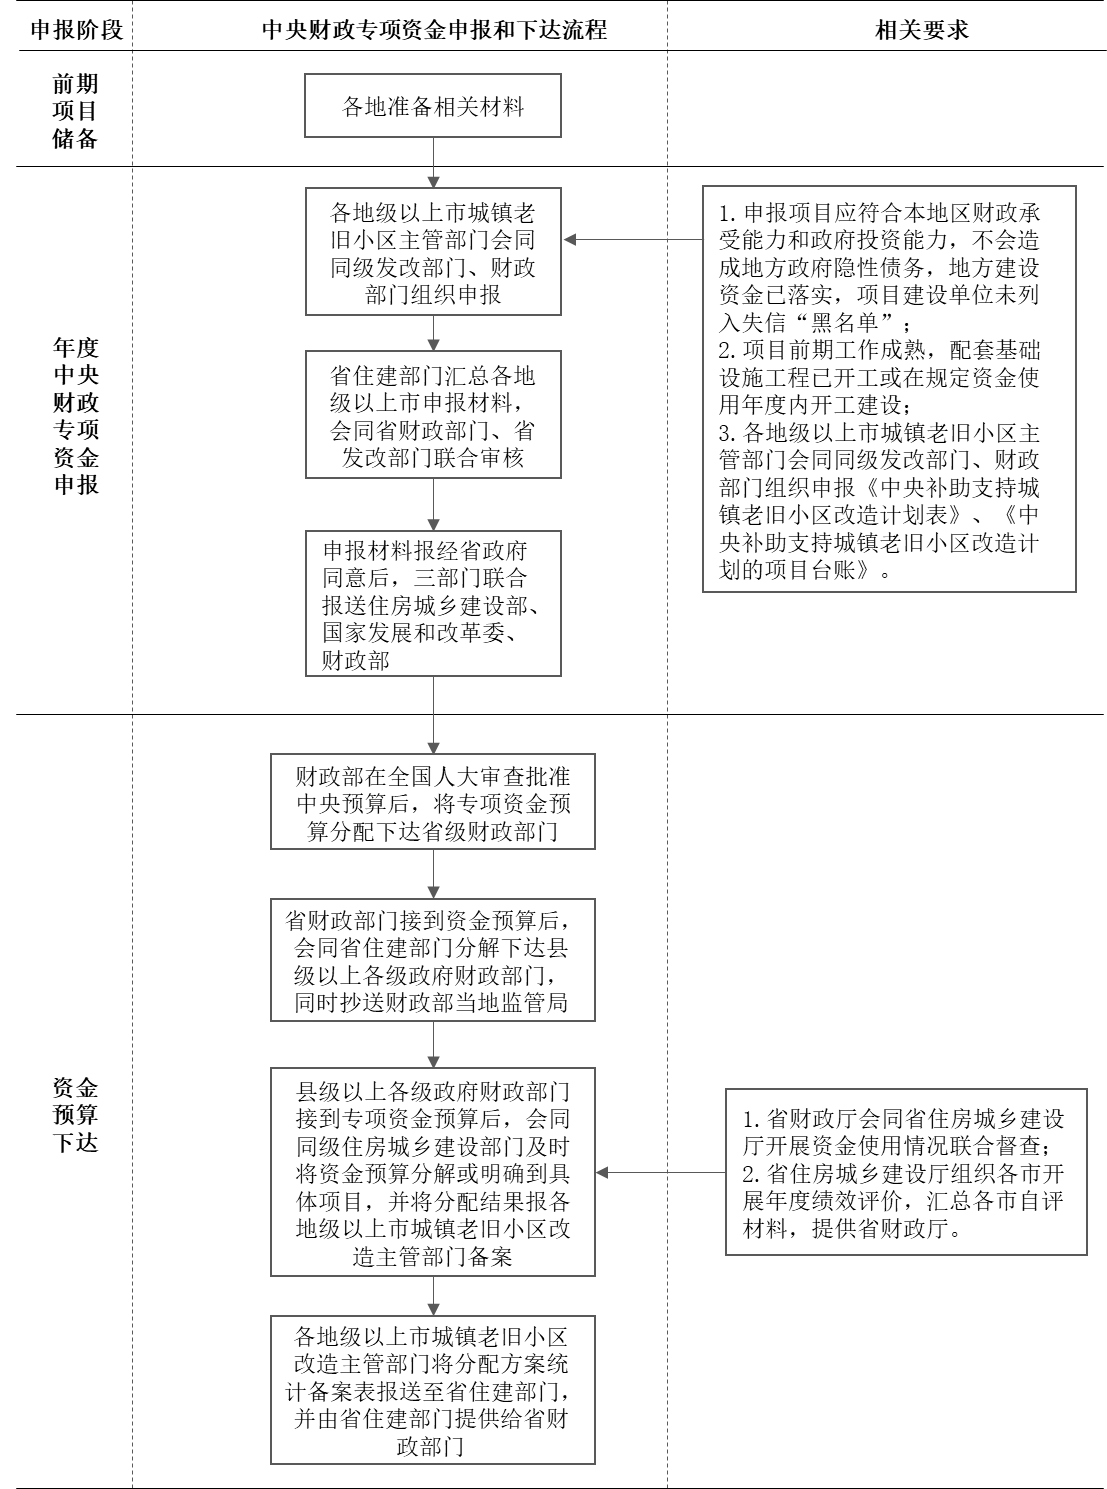 申报阶段
中央财政专项资金申报和下达流程
相关要求
前期
项目
储备
各地准备相关材料
年度
中央
财政
专项
资金
申报
各地级以上市城镇老
旧小区主管部门会同
同级发改部门、财政
部门组织申报
省住建部门汇总各地
级以上市申报材料，
会同省财政部门、省
发改部门联合审核
申报材料报经省政府
同意后，三部门联合
报送住房城乡建设部、
国家发展和改革委、
财政部
1.申报项目应符合本地区财政承
受能力和政府投资能力，不会造
成地方政府隐性债务，地方建设
资金已落实，项目建设单位未列
入失信“黑名单”；
2.项目前期工作成熟，配套基础
设施工程已开工或在规定资金使
用年度内开工建设；
3.各地级以上市城镇老旧小区主
管部门会同同级发改部门、财政
部门组织申报《中央补助支持城
镇老旧小区改造计划表》、《中
央补助支持城镇老旧小区改造计
划的项目台账》。
资金
预算
下达
财政部在全国人大审查批准
中央预算后，将专项资金预
算分配下达省级财政部门
省财政部门接到资金预算后，
会同省住建部门分解下达县
级以上各级政府财政部门，
同时抄送财政部当地监管局
县级以上各级政府财政部门
接到专项资金预算后，会同
同级住房城乡建设部门及时
将资金预算分解或明确到具
体项目，并将分配结果报各
地级以上市城镇老旧小区改
造主管部门备案
各地级以上市城镇老旧小区
改造主管部门将分配方案统
计备案表报送至省住建部门，
并由省住建部门提供给省财
政部门
1.省财政厅会同省住房城乡建设
厅开展资金使用情况联合督查；
2.省住房城乡建设厅组织各市开
展年度绩效评价，汇总各市自评
材料，提供省财政厅。